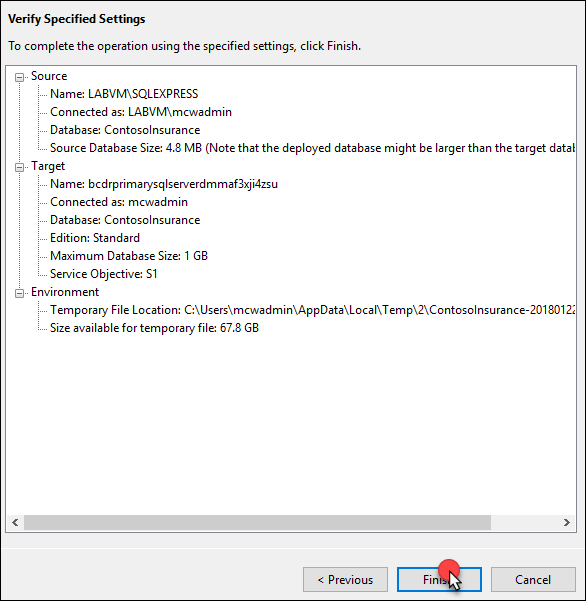 Verify Specified Settings
To complete the operation using the specified settings, click Finish.
Source
Name: LABVM\SQLEXPRESS
Connected as: LABVM\mcwadmin
Database: ContosoInsurance
Source Database Size: 4.8 MB (Note that the deployed database might be larger than the target datab
Target
Name: bcdrprimarysqlserverdmmaf3xji4zsu
Connected as: mcwadmin
Database: ContosoInsurance
Edition: Standard
Maximum Database Size: 1 GB
Service Objective: S1
Environment
Temporary File Location: C:\Users\mcwadmin\AppData\Local\Temp\2\ContosoInsurance-20180122
Size available for temporary file: 67.8 GB
< Previous Finish Cancel